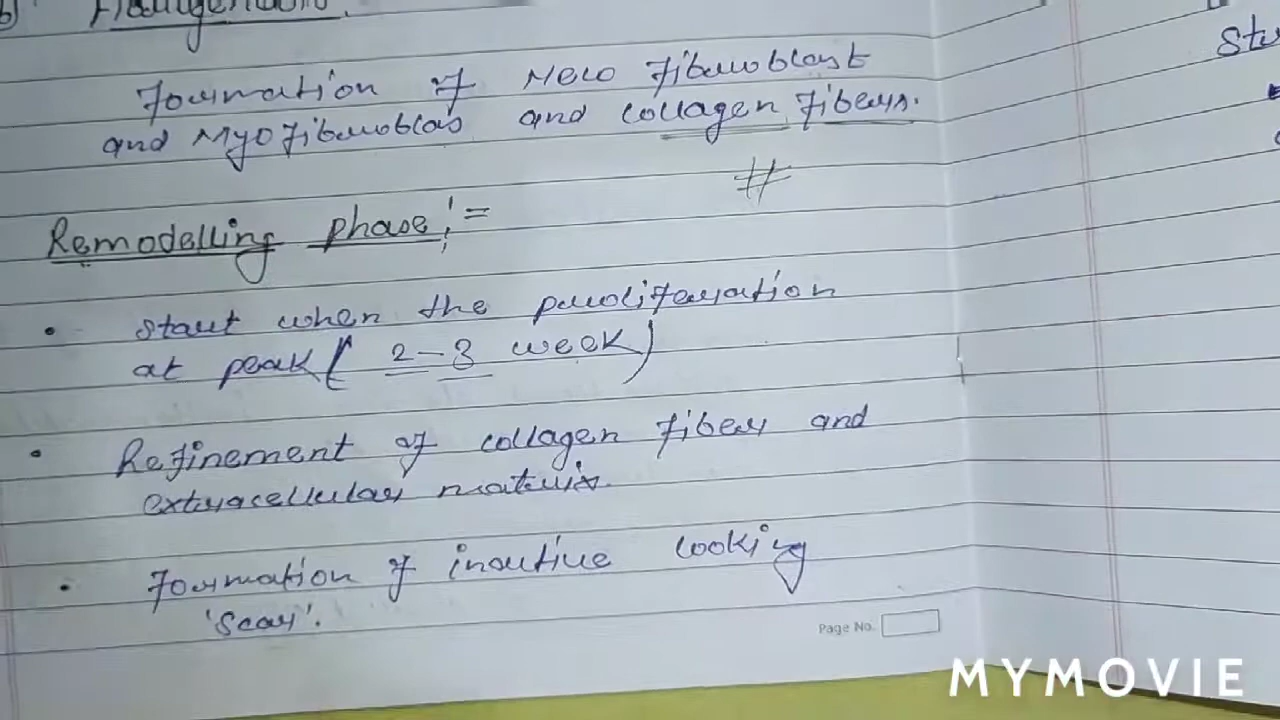 b)
Formation of New fibroblast
and Myofibroblas and collagen fibers.
#
Remodelling phase :=
• Start when the proliferation
at peak ( 2-3 week)
• Refinement of collagen fibers and
extracellular matrix.
• Formation of inactive looking
'Scar'.
Page No.
MYMOVIE